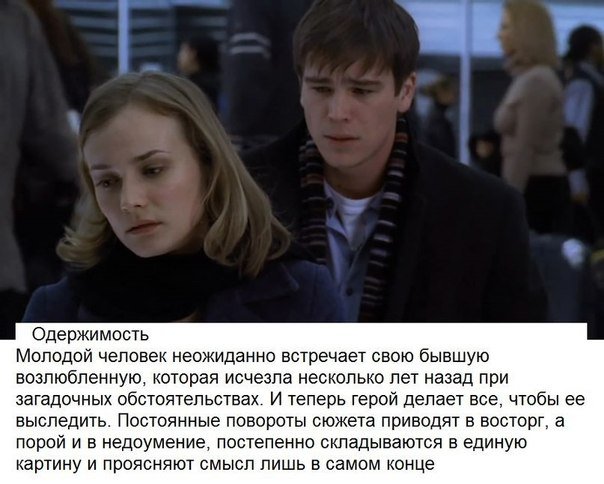 Одержимость
Молодой человек неожиданно встречает свою бывшую
возлюбленную, которая исчезла несколько лет назад при
загадочных обстоятельствах. И теперь герой делает все, чтобы ее
выследить. Постоянные повороты сюжета приводят в восторг, а
порой и в недоумение, постепенно складываются в единую
картину и проясняют смысл лишь в самом конце